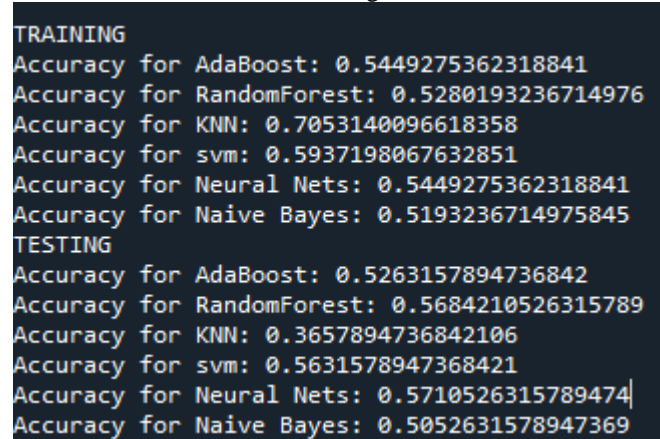 TRAINING
Accuracy for AdaBoost: 0.5449275362318841
Accuracy for RandomForest: 0.5280193236714976
Accuracy for KNN: 0.7053140096618358
Accuracy for svm: 0.5937198067632851
Accuracy for Neural Nets: 0.5449275362318841
Accuracy for Naive Bayes: 0.5193236714975845
TESTING
Accuracy for AdaBoost: 0.5263157894736842
Accuracy for RandomForest: 0.5684210526315789
Accuracy for KNN: 0.3657894736842106
Accuracy for svm: 0.5631578947368421
Accuracy for Neural Nets: 0.5710526315789474
Accuracy for Naive Bayes: 0.5052631578947369